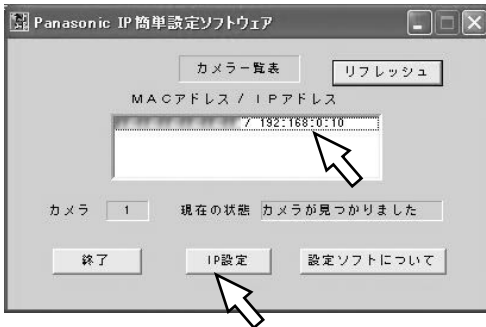 Panasonic IP簡単設定ソフトウェア
カメラ一覧表
リフレッシュ
MACアドレス / IPアドレス
/ 192:168:0:10
カメラ 1 現在の状態 カメラが見つかりました
終了 IP設定 設定ソフトについて